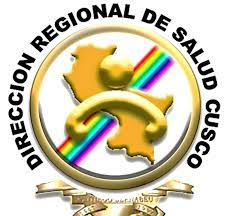 DIRECCION REGIONAL DE SALUD CUSCO